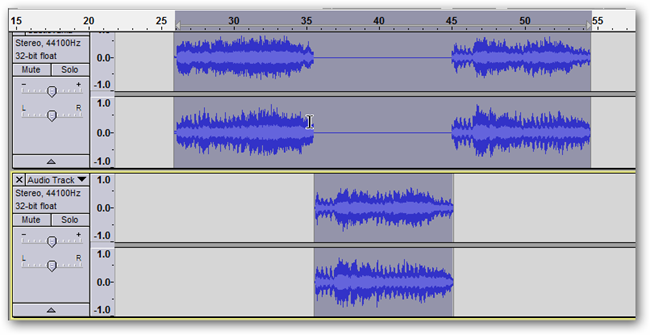 15 20 25 30 35 40 45 50 55
Stereo, 44100Hz
32-bit float
Mute Solo
- +
L R
1.0
0.0-
-1.0
1.0
0.0-
-1.0
X Audio Track ▼
Stereo, 44100Hz
32-bit float
Mute Solo
- +
L R
1.0
0.0-
-1.0
1.0
0.0-
-1.0